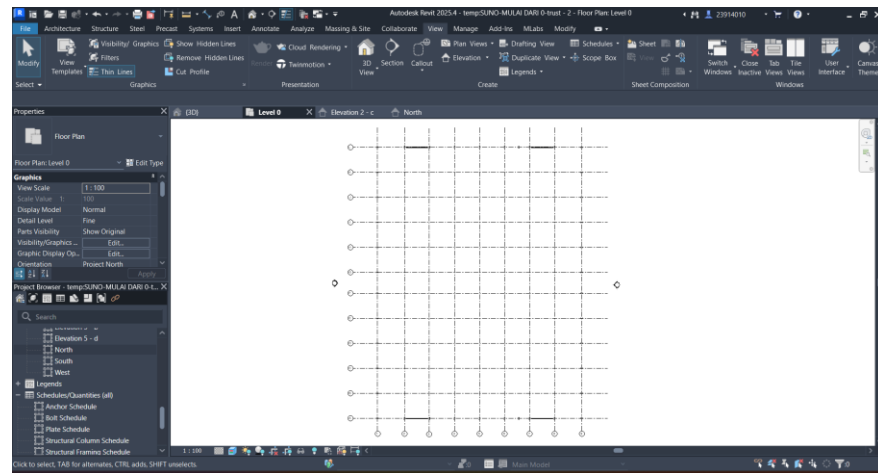 Autodesk Revit 2025.4 - temp:SUNO-MULAI DARI 0-trust - 2 - Floor Plan: Level 0
23914010
File Architecture Structure Steel Precast Systems Insert Annotate Analyze Massing & Site Collaborate View Manage Add-Ins MLabs Modify
Modify
View Templates
Visibility/ Graphics
Filters
Thin Lines
Show Hidden Lines
Remove Hidden Lines
Cut Profile
Render
Cloud Rendering
Twinmotion
3D View
Section
Callout
Plan Views
Elevation
Drafting View
Duplicate View
Legends
Schedules
Scope Box
Sheet
View
Switch Windows
Close Inactive
Tab Views
Tile Views
User Interface
Canvas Theme
Select
Graphics
Presentation
Create
Sheet Composition
Windows
Properties
{3D}
Level 0
Elevation 2 - c
North
Floor Plan
Floor Plan: Level 0
Edit Type
Graphics
View Scale 1 : 100
Scale Value 1: 100
Display Model Normal
Detail Level Fine
Parts Visibility Show Original
Visibility/Graphics ... Edit...
Graphic Display Op... Edit...
Orientation Project North
Apply
Project Browser - temp:SUNO-MULAI DARI 0-t...
Search
Elevation 5 - d
North
South
West
Legends
Schedules/Quantities (all)
Anchor Schedule
Bolt Schedule
Plate Schedule
Structural Column Schedule
Structural Framing Schedule
1 : 100
Click to select, TAB for alternates, CTRL adds, SHIFT unselects.
Main Model